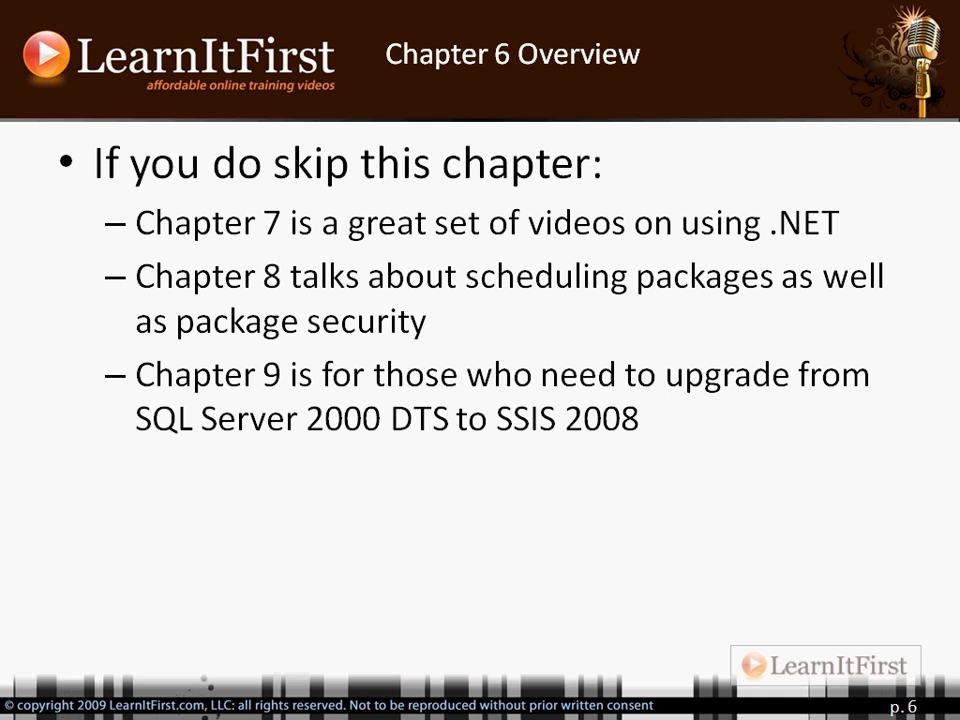 LearnItFirst
affordable online training videos
Chapter 6 Overview
• If you do skip this chapter:
– Chapter 7 is a great set of videos on using .NET
– Chapter 8 talks about scheduling packages as well
as package security
– Chapter 9 is for those who need to upgrade from
SQL Server 2000 DTS to SSIS 2008
LearnItFirst
© copyright 2009 LearnItFirst.com, LLC: all rights reserved. Not to be reproduced without prior written consent
p. 6